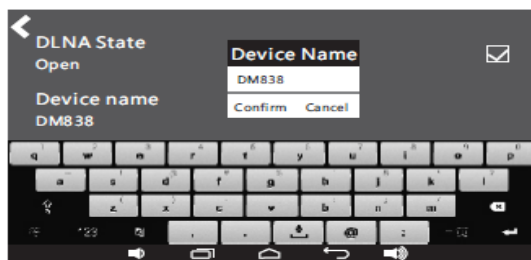 DLNA State
Open
Device name
DM838
Device Name
DM838
Confirm Cancel
q w e r t y u i o p
a s d f g h j k l
z x c v b n m
123 , . @ :